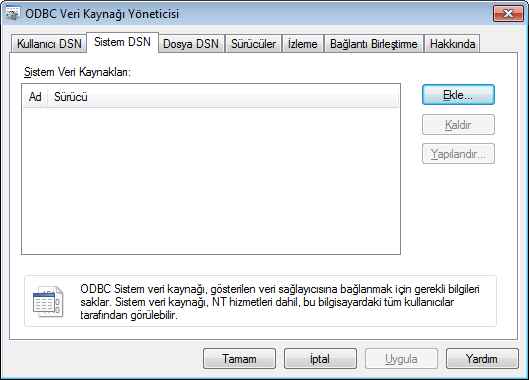 ODBC Veri Kaynağı Yöneticisi
Kullanıcı DSN Sistem DSN Dosya DSN Sürücüler İzleme Bağlantı Birleştirme Hakkında
Sistem Veri Kaynakları:
Ad Sürücü
Ekle...
Kaldır
Yapılandır...
ODBC Sistem veri kaynağı, gösterilen veri sağlayıcısına bağlanmak için gerekli bilgileri
saklar. Sistem veri kaynağı, NT hizmetleri dahil, bu bilgisayardaki tüm kullanıcılar
tarafından görülebilir.
Tamam İptal Uygula Yardım